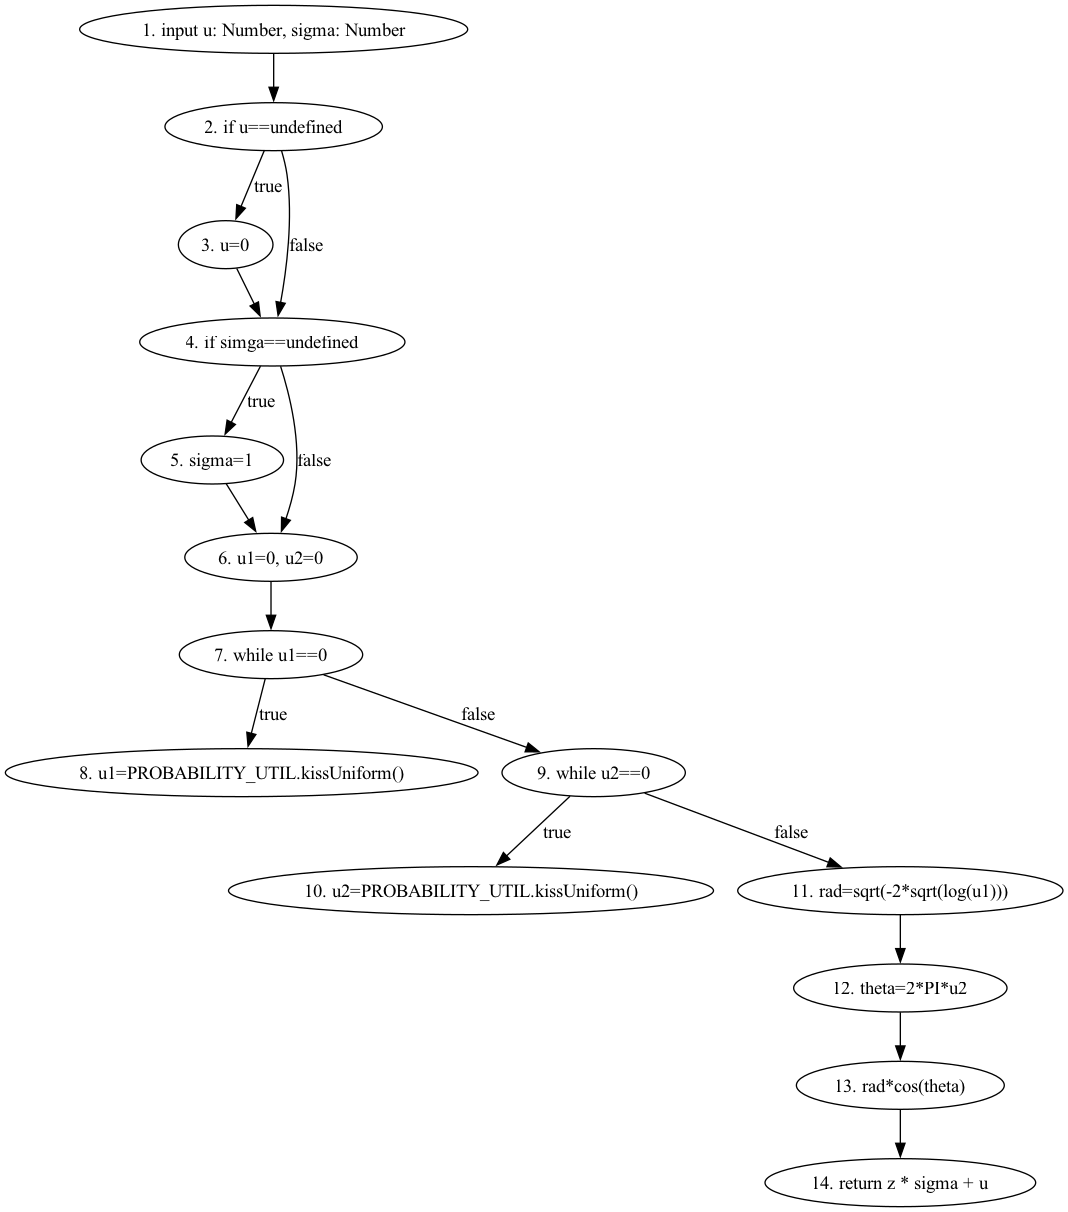 1. input u: Number, sigma: Number
2. if u==undefined
true
3. u=0
false
4. if simga==undefined
true
5. sigma=1
false
6. u1=0, u2=0
7. while u1==0
true
false
8. u1=PROBABILITY_UTIL.kissUniform()
9. while u2==0
true
false
10. u2=PROBABILITY_UTIL.kissUniform()
11. rad=sqrt(-2*sqrt(log(u1)))
12. theta=2*PI*u2
13. rad*cos(theta)
14. return z * sigma + u